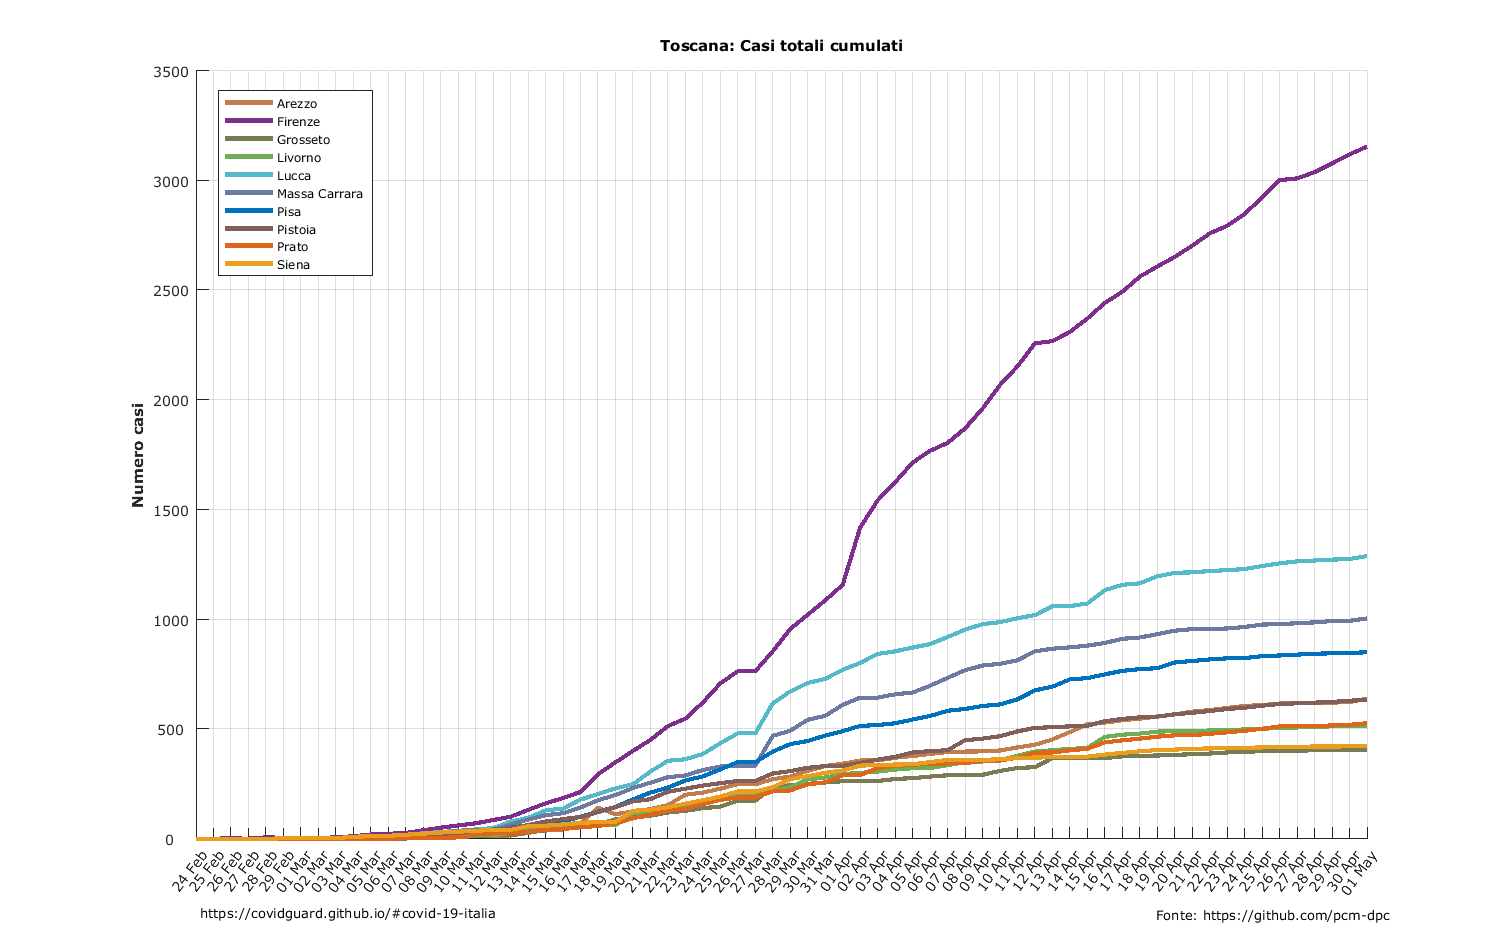 Toscana: Casi totali cumulati
Numero casi
3500
3000
2500
2000
1500
1000
500
0
Arezzo
Firenze
Grosseto
Livorno
Lucca
Massa Carrara
Pisa
Pistoia
Prato
Siena
24 Feb
25 Feb
26 Feb
27 Feb
28 Feb
29 Feb
01 Mar
02 Mar
03 Mar
04 Mar
05 Mar
06 Mar
07 Mar
08 Mar
09 Mar
10 Mar
11 Mar
12 Mar
13 Mar
14 Mar
15 Mar
16 Mar
17 Mar
18 Mar
19 Mar
20 Mar
21 Mar
22 Mar
23 Mar
24 Mar
25 Mar
26 Mar
27 Mar
28 Mar
29 Mar
30 Mar
31 Mar
01 Apr
02 Apr
03 Apr
04 Apr
05 Apr
06 Apr
07 Apr
08 Apr
09 Apr
10 Apr
11 Apr
12 Apr
13 Apr
14 Apr
15 Apr
16 Apr
17 Apr
18 Apr
19 Apr
20 Apr
21 Apr
22 Apr
23 Apr
24 Apr
25 Apr
26 Apr
27 Apr
28 Apr
29 Apr
30 Apr
01 May
https://covidguard.github.io/#covid-19-italia
Fonte: https://github.com/pcm-dpc